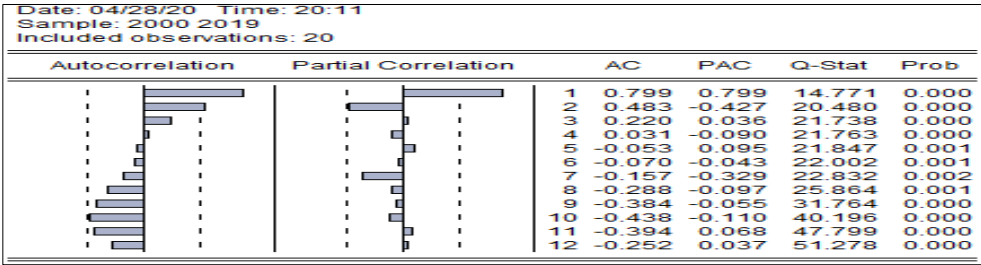 Date: 04/28/20 Time: 20:11
Sample: 2000 2019
Included observations: 20
Autocorrelation Partial Correlation AC PAC Q-Stat Prob
1 0.799 0.799 14.771 0.000
2 0.483 -0.427 20.480 0.000
3 0.220 0.036 21.738 0.000
4 0.031 -0.090 21.763 0.000
5 -0.053 0.095 21.847 0.001
6 -0.070 -0.043 22.002 0.001
7 -0.157 -0.329 22.832 0.002
8 -0.288 -0.097 25.864 0.001
9 -0.384 -0.055 31.764 0.000
10 -0.438 -0.110 40.196 0.000
11 -0.394 0.068 47.799 0.000
12 -0.252 0.037 51.278 0.000